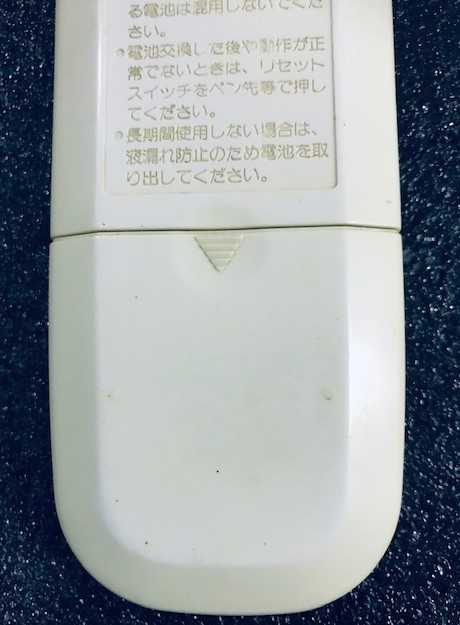 る電池は混用しないでくだ
さい。
●電池交換した後や動作が正
常でないときは、リセット
スイッチをペン先等で押し
てください。
●長期間使用しない場合は、
液漏れ防止のため電池を取
り出してください。